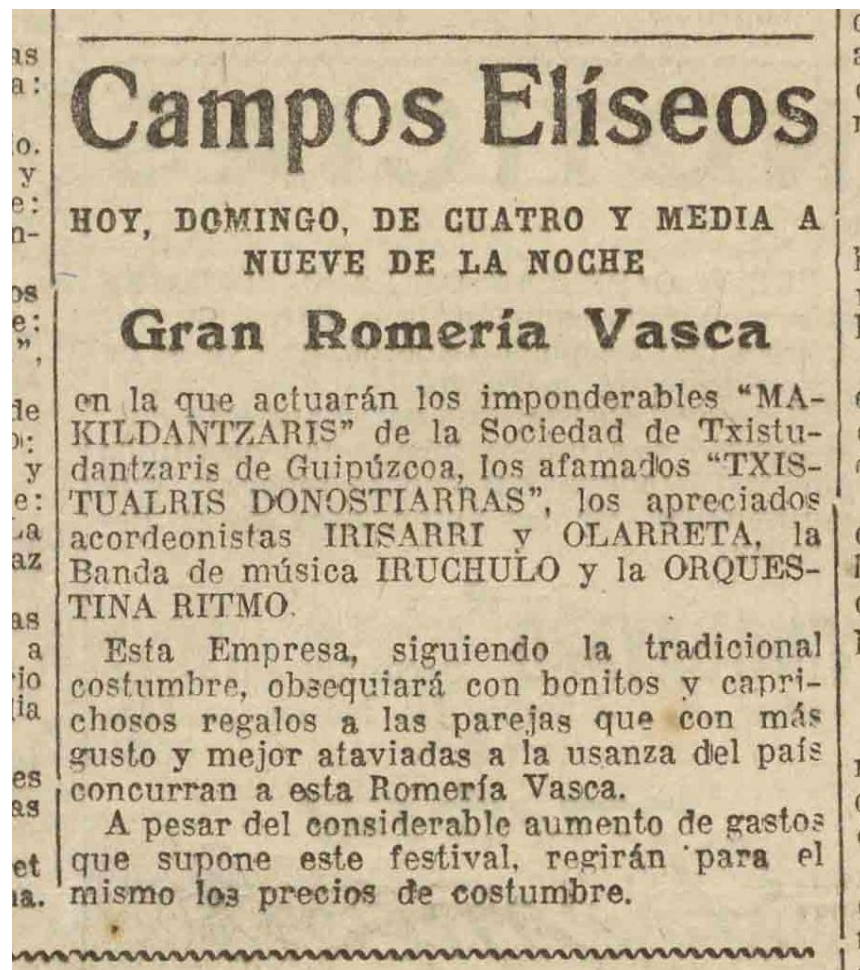 Campos Elíseos
HOY, DOMINGO, DE CUATRO Y MEDIA A
NUEVE DE LA NOCHE
Gran Romería Vasca
en la que actuarán los imponderables “MA-
KILDANTZARIS” de la Sociedad de Txistu-
dantzaris de Guipúzcoa, los afamados “TXIS-
TUALRIS DONOSTIARRAS”, los apreciados
acordeonistas IRISARRI y OLARRETA, la
Banda de música IRUCHULO y la ORQUES-
TINA RITMO.
Esta Empresa, siguiendo la tradicional
costumbre, obsequiará con bonitos y capri-
chosos regalos a las parejas que con más
gusto y mejor ataviadas a la usanza del país
concurran a esta Romería Vasca.
A pesar del considerable aumento de gastos
que supone este festival, regirán para el
mismo los precios de costumbre.